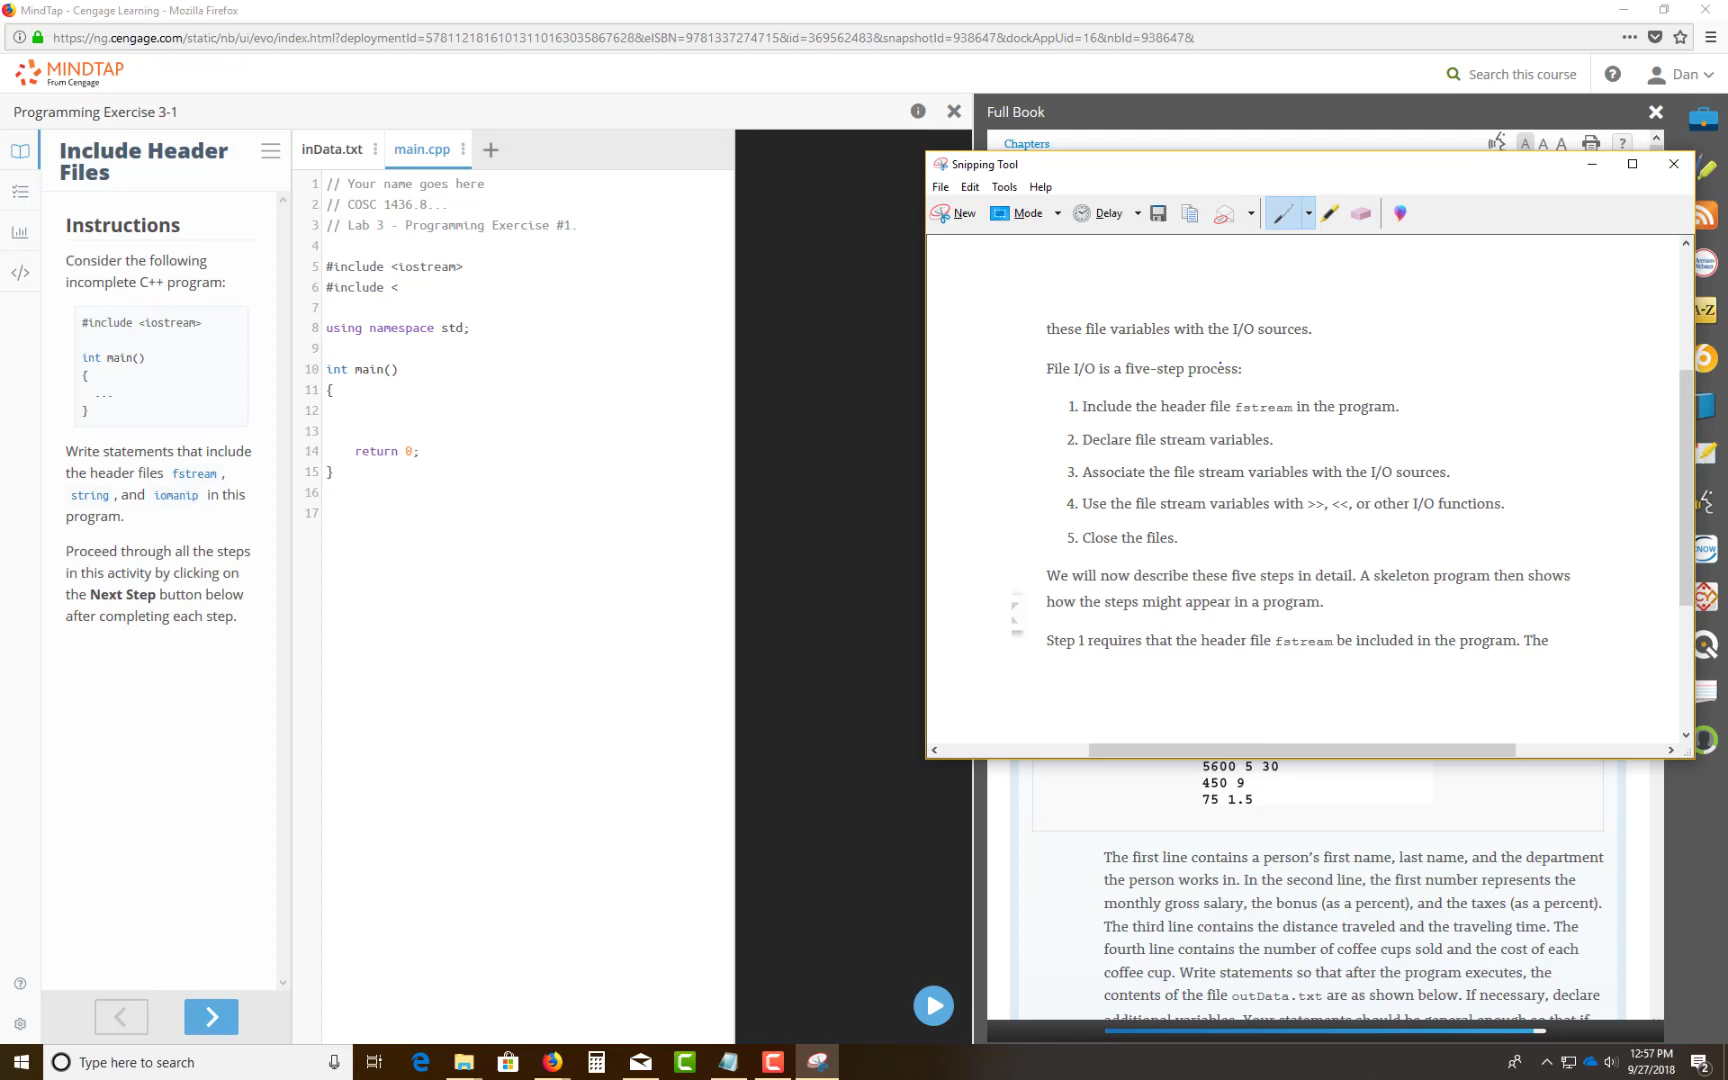 MindTap - Cengage Learning - Mozilla Firefox
https://ng.cengage.com/static/nb/ui/evo/index.html?deploymentId=57811218161013110163035867628&eISBN=9781337274715&id=369562483&snapshotId=938647&dockAppUid=16&nbId=938647&
MINDTAP
From Cengage
Search this course
Dan
Programming Exercise 3-1
Full Book
Include Header
Files
Instructions
Consider the following
incomplete C++ program:
#include <iostream>
int main()
{
...
}
Write statements that include
the header files fstream ,
string , and iomanip in this
program.
Proceed through all the steps
in this activity by clicking on
the Next Step button below
after completing each step.
inData.txt
main.cpp
1 // Your name goes here
2 // COSC 1436.8...
3 // Lab 3 - Programming Exercise #1.
4
5 #include <iostream>
6 #include <
7
8 using namespace std;
9
10 int main()
11 {
12
13
14 return 0;
15 }
16
17
Chapters
A A A ?
Snipping Tool
File Edit Tools Help
New Mode Delay
these file variables with the I/O sources.
File I/O is a five-step process:
1. Include the header file fstream in the program.
2. Declare file stream variables.
3. Associate the file stream variables with the I/O sources.
4. Use the file stream variables with >>, <<, or other I/O functions.
5. Close the files.
We will now describe these five steps in detail. A skeleton program then shows
how the steps might appear in a program.
Step 1 requires that the header file fstream be included in the program. The
5600 5 30
450 9
75 1.5
The first line contains a person's first name, last name, and the department
the person works in. In the second line, the first number represents the
monthly gross salary, the bonus (as a percent), and the taxes (as a percent).
The third line contains the distance traveled and the traveling time. The
fourth line contains the number of coffee cups sold and the cost of each
coffee cup. Write statements so that after the program executes, the
contents of the file outData.txt are as shown below. If necessary, declare
additional variables. Your statements should be general enough so that if
A-Z
NOW
Type here to search
12:57 PM
9/27/2018
2